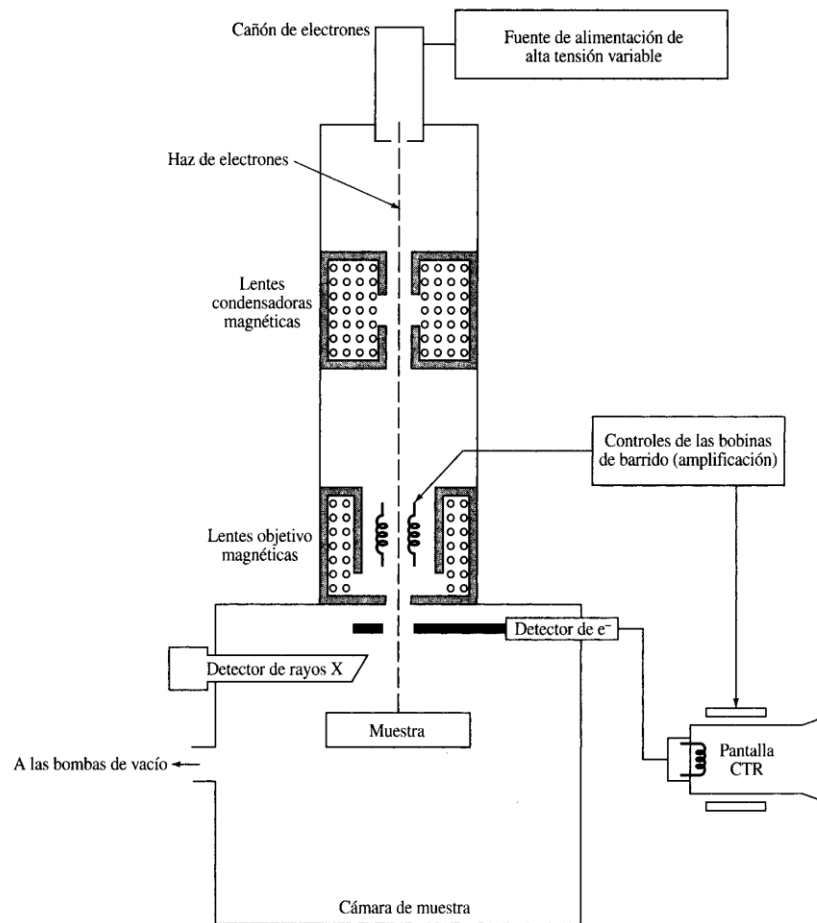 Cañón de electrones
Fuente de alimentación de
alta tensión variable
Haz de electrones
Lentes
condensadoras
magnéticas
Controles de las bobinas
de barrido (amplificación)
Lentes objetivo
magnéticas
Detector de e⁻
Detector de rayos X
Muestra
A las bombas de vacío
Pantalla
CTR
Cámara de muestra